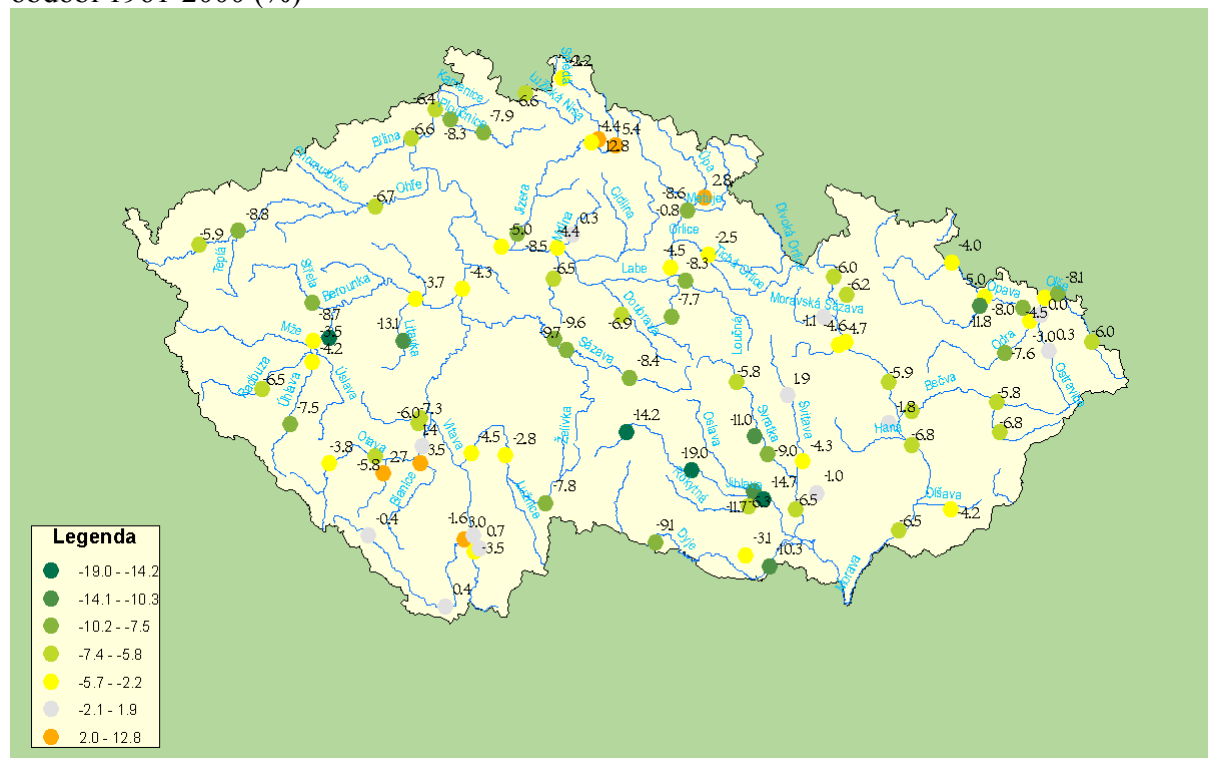 období 1961-2000 (%)
-2.2
Kamenice
Lužická Nisa
-6.6
-6.4
Ploučnice
-7.9
-8.3
-6.6
Bílina
-4.4
5.4
12.8
Chomutovka
Ohře
Úpa
2.8
-6.7
Jizera
Cidlina
-8.6
Metuje
-0.8
-8.8
-5.9
Teplá
-5.0
0.3
-4.4
-8.5
Orlice
Divoká Orlice
-2.5
Tichá Orlice
-4.5
-8.3
Labe
-4.0
Střela
Berounka
3.7
-4.3
-6.5
-6.0
-6.2
-5.0
Opava
Olše
-8.1
-8.7
-7.7
Doubrava
-6.9
Moravská Sázava
-1.1
-4.6
-4.7
-11.8
-8.0
0.0
-4.5
Mže
-13.1
Litavka
-9.6
-9.7
Loučná
-3.0
0.3
-6.0
-4.2
Sázava
Odra
-7.6
Ostravice
Radbuza
-6.5
Úhlava
Úslava
-8.4
-5.8
1.9
-5.9
Bečva
-5.8
-7.5
-7.3
-6.0
1.4
Vltava
Želivka
-14.2
Oslava
-11.0
Svratka
Svitava
-1.8
Haná
-6.8
-6.8
-3.8
Otava
2.7
3.5
-5.8
-4.5
-2.8
-9.0
-4.3
-19.0
Rokytná
Jihlava
-14.7
-1.0
Blanice
Lužnice
-7.8
-11.7
-6.3
-6.5
Olšava
-4.2
-0.4
1.6
3.0
0.7
-3.5
-9.1
Dyje
-3.1
-10.3
-6.5
Morava
0.4
Legenda
-19.0 - -14.2
-14.1 - -10.3
-10.2 - -7.5
-7.4 - -5.8
-5.7 - -2.2
-2.1 - 1.9
2.0 - 12.8